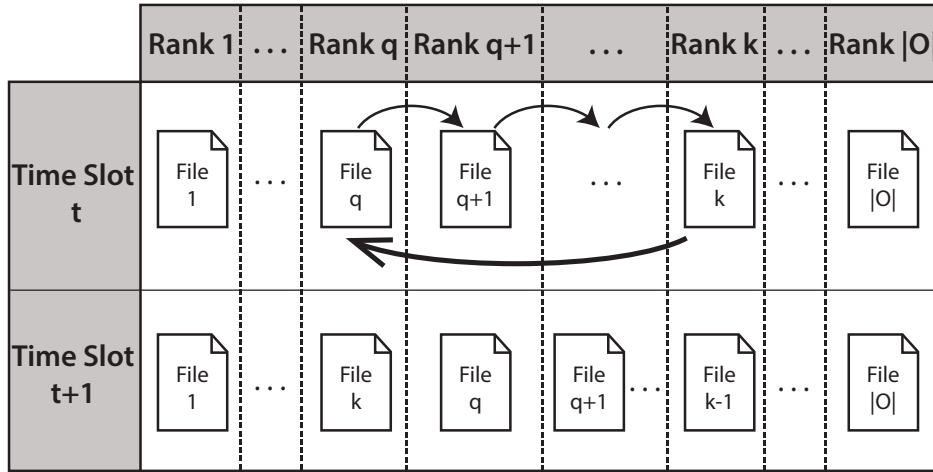 Rank 1 ... Rank q Rank q+1 ... Rank k ... Rank |O|
Time Slot
t
File
1
...
File
q
File
q+1
...
File
k
...
File
|O|
Time Slot
t+1
File
1
...
File
k
File
q
File
q+1
...
File
k-1
...
File
|O|